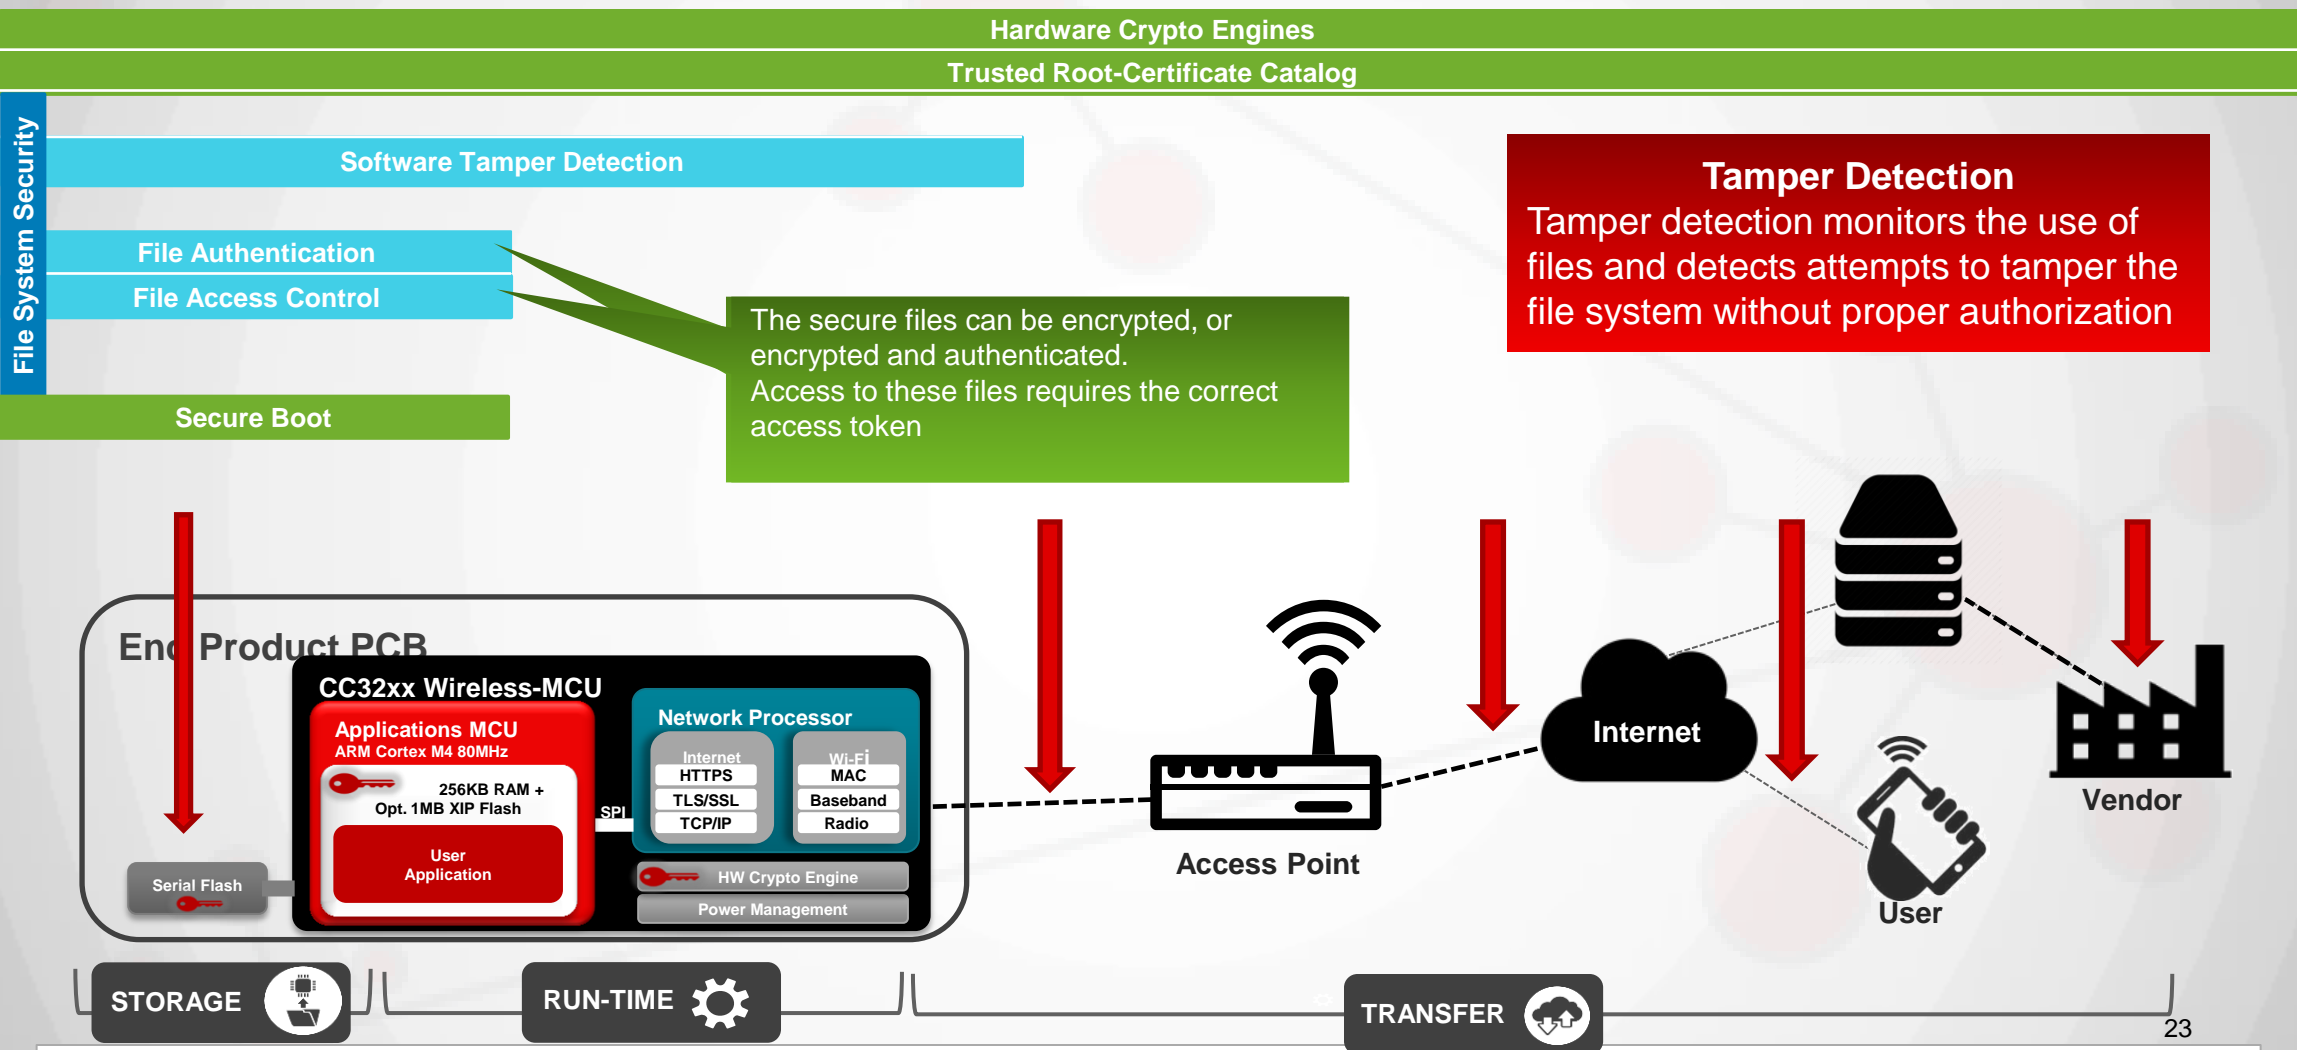 Hardware Crypto Engines
Trusted Root-Certificate Catalog
File System Security
Software Tamper Detection
File Authentication
File Access Control
Secure Boot
The secure files can be encrypted, or
encrypted and authenticated.
Access to these files requires the correct
access token
Tamper Detection
Tamper detection monitors the use of
files and detects attempts to tamper the
file system without proper authorization
End Product PCB
CC32xx Wireless-MCU
Applications MCU
ARM Cortex M4 80MHz
256KB RAM +
Opt. 1MB XIP Flash
User
Application
SPI
Network Processor
Internet
HTTPS
TLS/SSL
TCP/IP
Wi-Fi
MAC
Baseband
Radio
HW Crypto Engine
Power Management
Serial Flash
Access Point
Internet
User
Vendor
STORAGE
RUN-TIME
TRANSFER
23